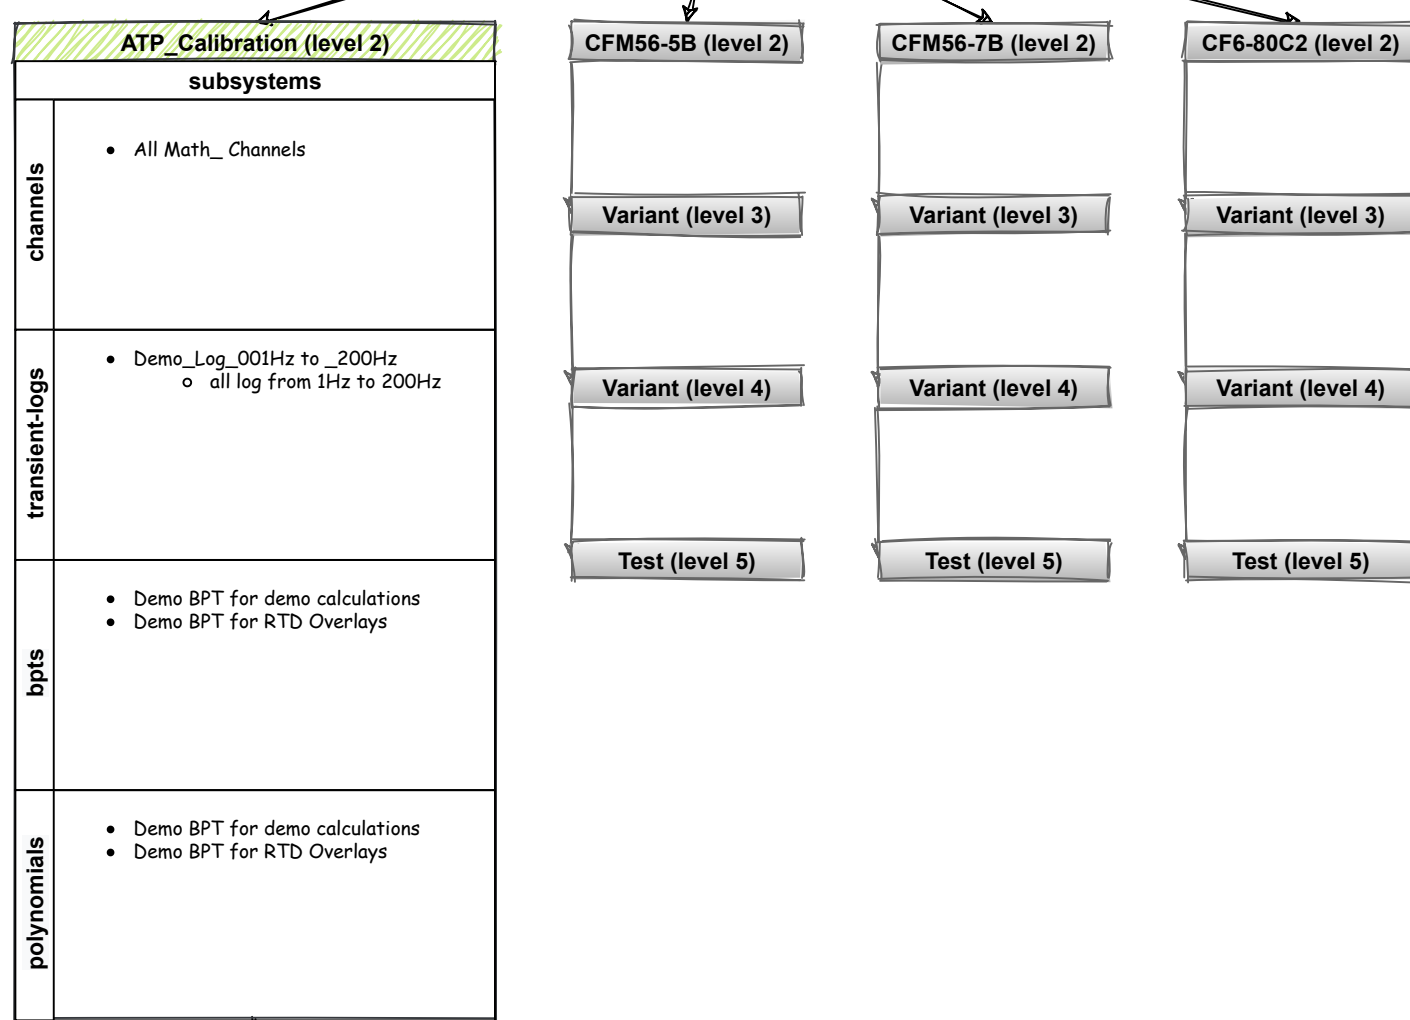 ATP_Calibration (level 2)
subsystems
channels
All Math_ Channels
transient-logs
Demo_Log_001Hz to _200Hz
all log from 1Hz to 200Hz
bpts
Demo BPT for demo calculations
Demo BPT for RTD Overlays
polynomials
Demo BPT for demo calculations
Demo BPT for RTD Overlays
CFM56-5B (level 2)
Variant (level 3)
Variant (level 4)
Test (level 5)
CFM56-7B (level 2)
Variant (level 3)
Variant (level 4)
Test (level 5)
CF6-80C2 (level 2)
Variant (level 3)
Variant (level 4)
Test (level 5)